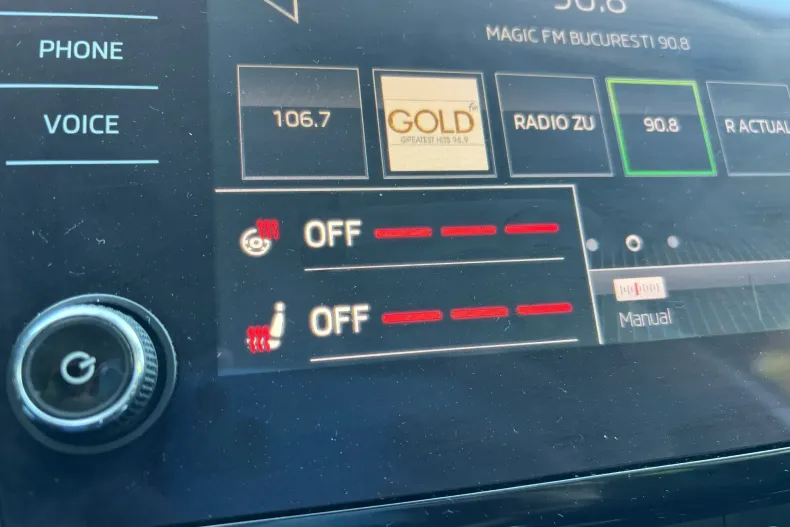 90.8
PHONE
MAGIC FM BUCURESTI 90.8
VOICE
106.7
GOLD fm
GREATEST HITS 96.9
RADIO ZU
90.8
R ACTUAL
OFF
OFF
Manual